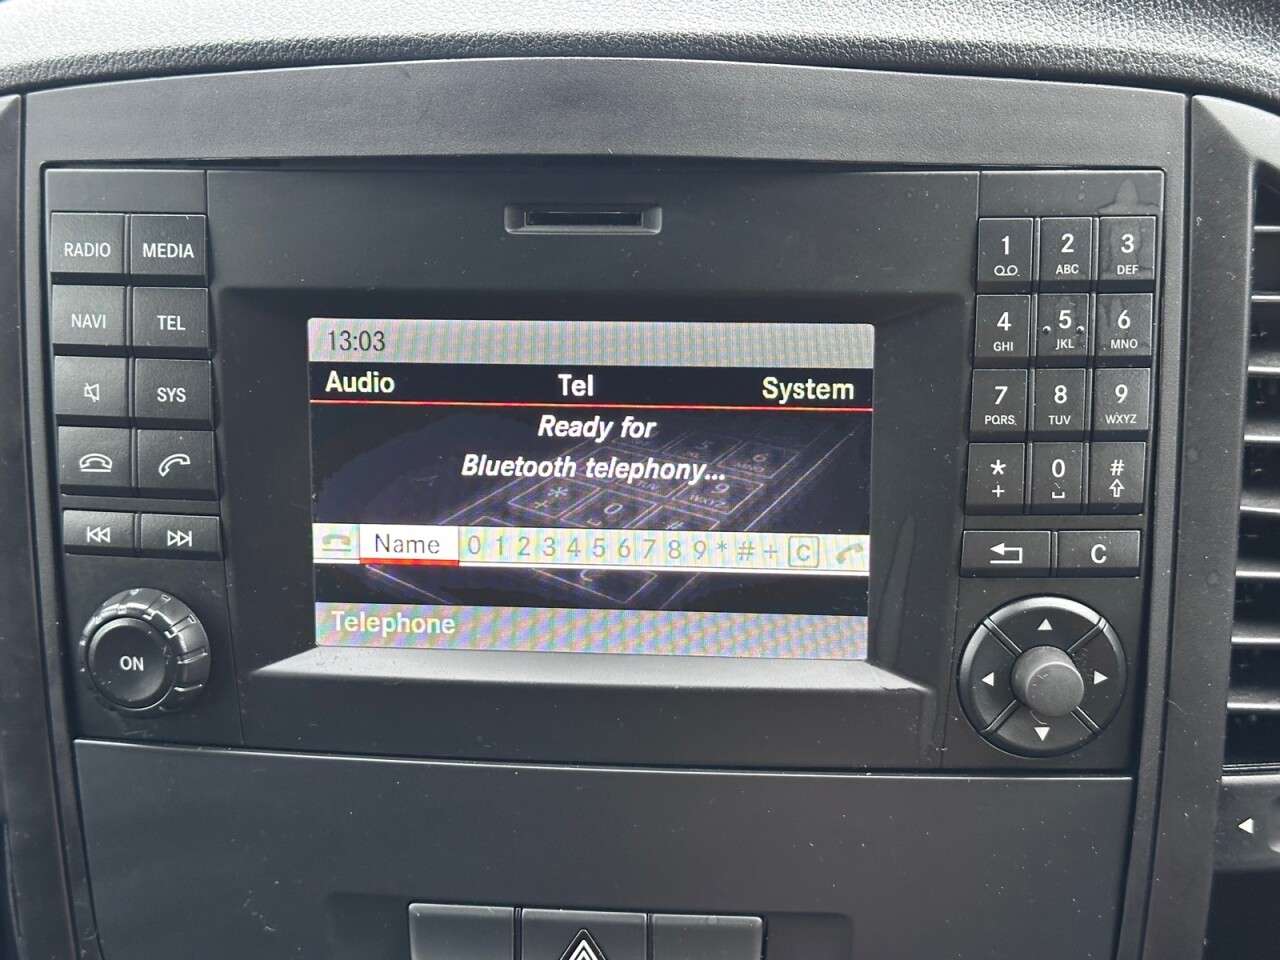 RADIO MEDIA
NAVI TEL
SYS
ON
13:03
Audio Tel System
Ready for
Bluetooth telephony...
Name 0 1 2 3 4 5 6 7 8 9 * # + C
Telephone
1 2 3
ABC DEF
4 5 6
GHI JKL MNO
7 8 9
PQRS WXYZ TUV
* 0 #
+
C